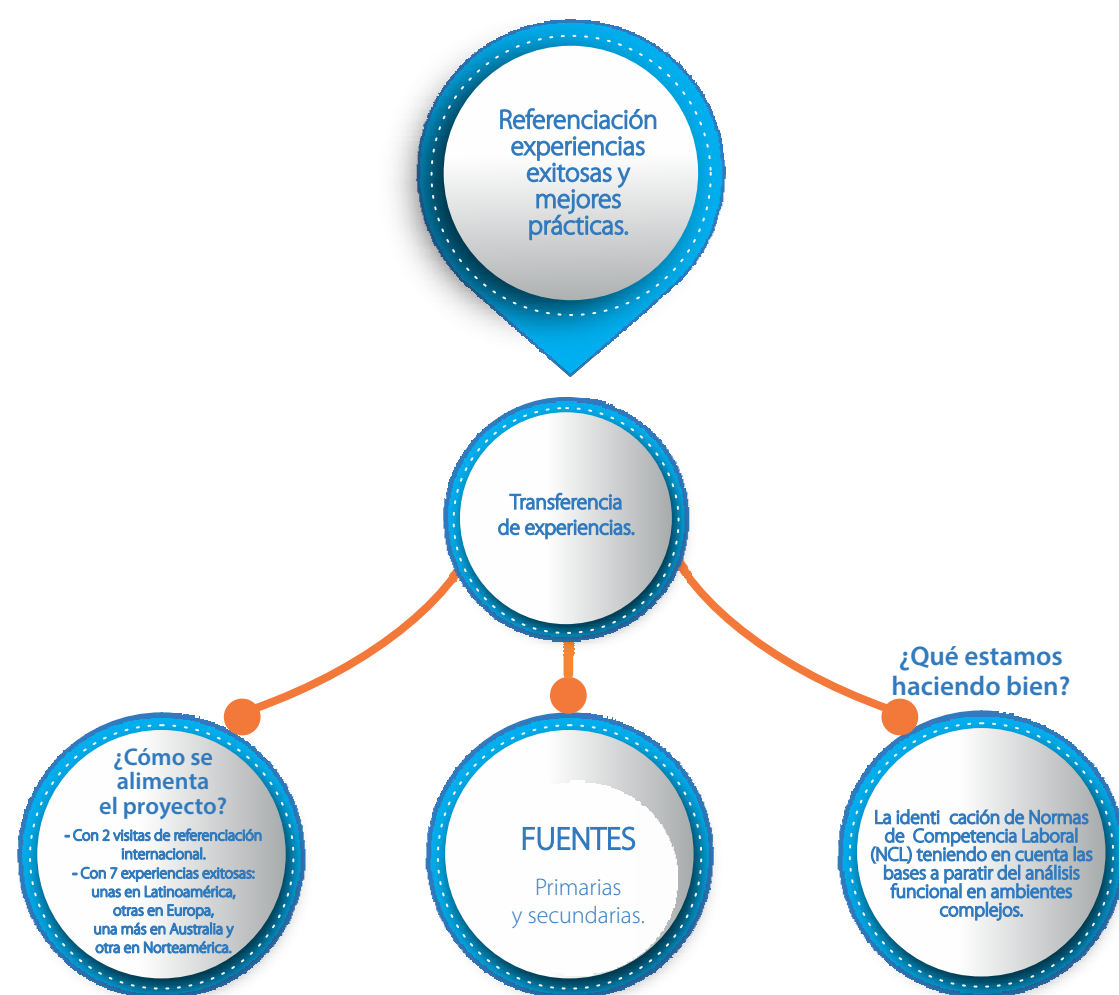 Referenciación
experiencias
exitosas y
mejores
prácticas.
Transferencia
de experiencias.
¿Cómo se
alimenta
el proyecto?
- Con 2 visitas de referenciación
internacional.
- Con 7 experiencias exitosas:
unas en Latinoamérica,
otras en Europa,
una más en Australia y
otra en Norteamérica.
FUENTES
Primarias
y secundarias.
¿Qué estamos
haciendo bien?
La identi cación de Normas
de Competencia Laboral
(NCL) teniendo en cuenta las
bases a paratir del análisis
funcional en ambientes
complejos.